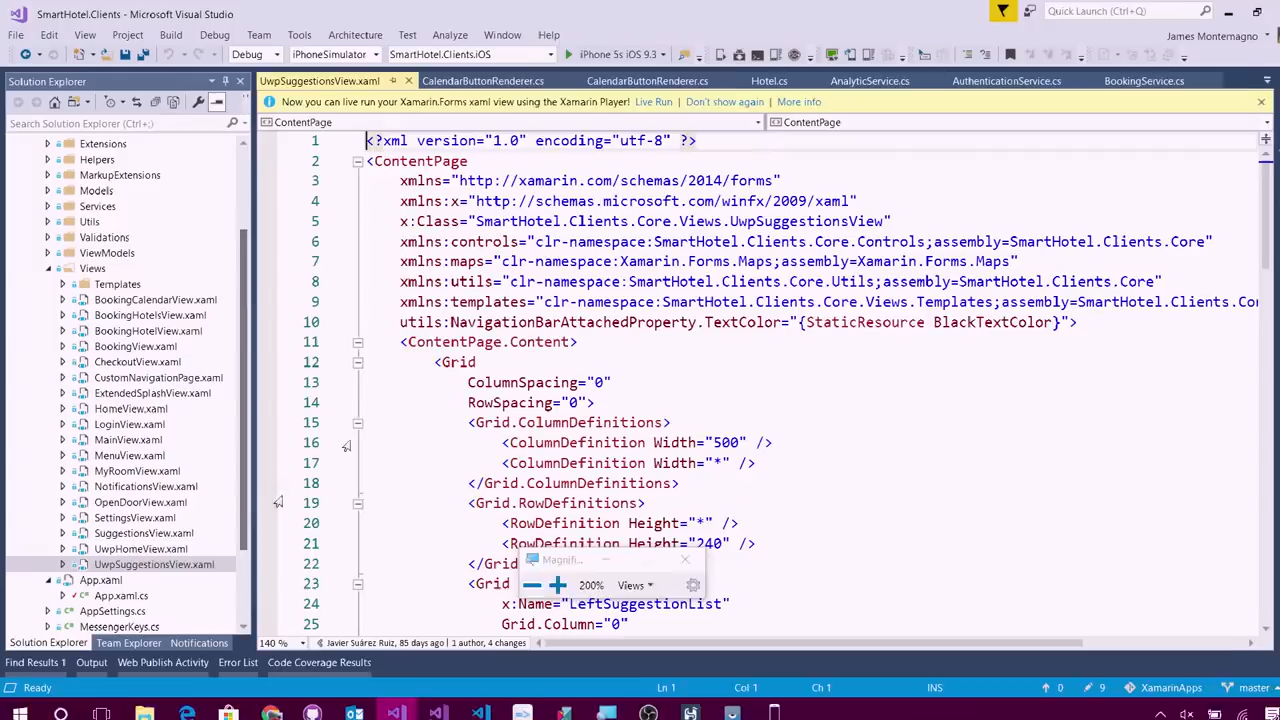 SmartHotel.Clients - Microsoft Visual Studio
Quick Launch (Ctrl+Q)
File Edit View Project Build Debug Team Tools Architecture Test Analyze Window Help
James Montemagno
Debug iPhoneSimulator SmartHotel.Clients.iOS iPhone 5s iOS 9.3
Solution Explorer
UwpSuggestionsView.xaml CalendarButtonRenderer.cs CalendarButtonRenderer.cs Hotel.cs AnalyticService.cs AuthenticationService.cs BookingService.cs
Now you can live run your Xamarin.Forms xaml view using the Xamarin Player! Live Run Don't show again More info
Search Solution Explorer (Ctrl+;)
ContentPage ContentPage
Extensions
Helpers
MarkupExtensions
Models
Services
Utils
Validations
ViewModels
Views
Templates
BookingCalendarView.xaml
BookingHotelsView.xaml
BookingHotelView.xaml
BookingView.xaml
CheckoutView.xaml
CustomNavigationPage.xaml
ExtendedSplashView.xaml
HomeView.xaml
LoginView.xaml
MainView.xaml
MenuView.xaml
MyRoomView.xaml
NotificationsView.xaml
OpenDoorView.xaml
SettingsView.xaml
SuggestionsView.xaml
UwpHomeView.xaml
UwpSuggestionsView.xaml
App.xaml
App.xaml.cs
AppSettings.cs
MessengerKeys.cs
1 <?xml version="1.0" encoding="utf-8" ?>
2 <ContentPage
3 xmlns="http://xamarin.com/schemas/2014/forms"
4 xmlns:x="http://schemas.microsoft.com/winfx/2009/xaml"
5 x:Class="SmartHotel.Clients.Core.Views.UwpSuggestionsView"
6 xmlns:controls="clr-namespace:SmartHotel.Clients.Core.Controls;assembly=SmartHotel.Clients.Core"
7 xmlns:maps="clr-namespace:Xamarin.Forms.Maps;assembly=Xamarin.Forms.Maps"
8 xmlns:utils="clr-namespace:SmartHotel.Clients.Core.Utils;assembly=SmartHotel.Clients.Core"
9 xmlns:templates="clr-namespace:SmartHotel.Clients.Core.Views.Templates;assembly=SmartHotel.Clients.Co
10 utils:NavigationBarAttachedProperty.TextColor="{StaticResource BlackTextColor}">
11 <ContentPage.Content>
12 <Grid
13 ColumnSpacing="0"
14 RowSpacing="0">
15 <Grid.ColumnDefinitions>
16 <ColumnDefinition Width="500" />
17 <ColumnDefinition Width="*" />
18 </Grid.ColumnDefinitions>
19 <Grid.RowDefinitions>
20 <RowDefinition Height="*" />
21 <RowDefinition Height="240" />
22 </Grid
23 <Grid
24 x:Name="LeftSuggestionList"
25 Grid.Column="0"
Magnifi...
200% Views
140 % Javier Suárez Ruiz, 85 days ago | 1 author, 4 changes
Solution Explorer Team Explorer Notifications
Find Results 1 Output Web Publish Activity Error List Code Coverage Results
Ready Ln 1 Col 1 Ch 1 INS 0 9 XamarinApps master